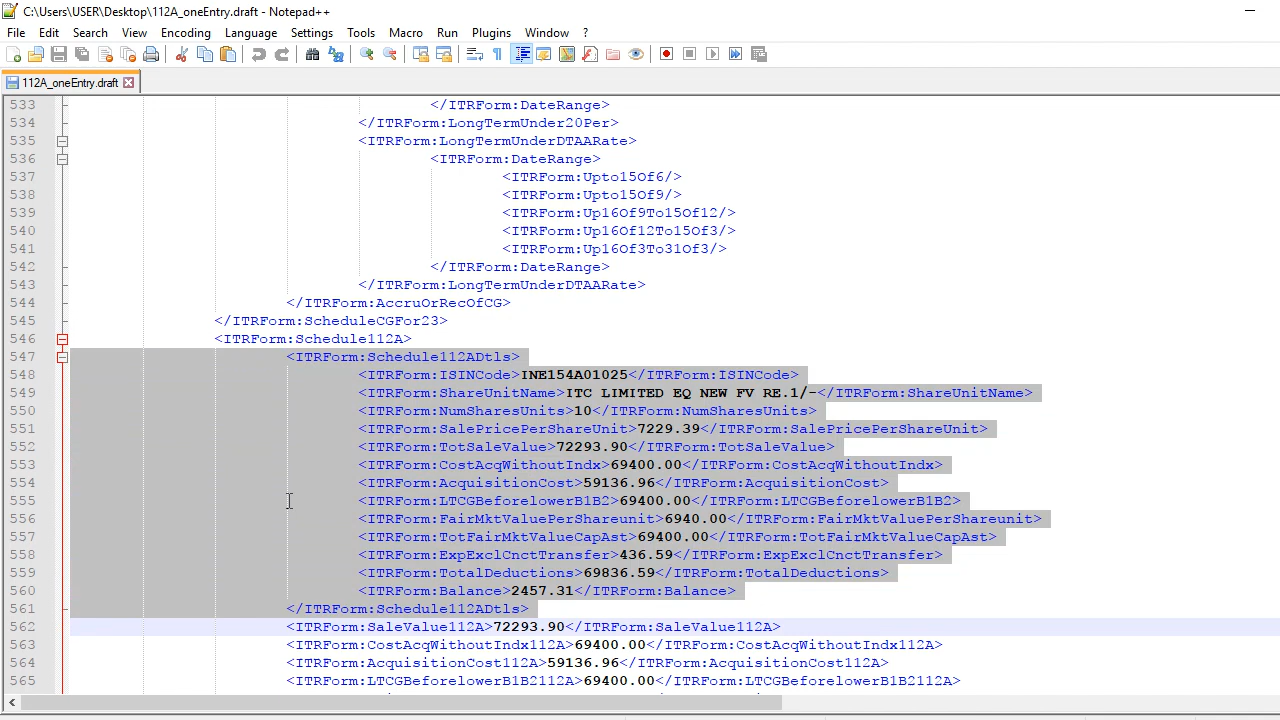 C:\Users\USER\Desktop\112A_oneEntry.draft - Notepad++
File Edit Search View Encoding Language Settings Tools Macro Run Plugins Window ?
112A_oneEntry.draft
533 </ITRForm:DateRange>
534 </ITRForm:LongTermUnder20Per>
535 <ITRForm:LongTermUnderDTAARate>
536 <ITRForm:DateRange>
537 <ITRForm:Upto15Of6/>
538 <ITRForm:Upto15Of9/>
539 <ITRForm:Up16Of9To15Of12/>
540 <ITRForm:Up16Of12To15Of3/>
541 <ITRForm:Up16Of3To31Of3/>
542 </ITRForm:DateRange>
543 </ITRForm:LongTermUnderDTAARate>
544 </ITRForm:AccruOrRecOfCG>
545 </ITRForm:ScheduleCGFor23>
546 <ITRForm:Schedule112A>
547 <ITRForm:Schedule112ADtls>
548 <ITRForm:ISINCode>INE154A01025</ITRForm:ISINCode>
549 <ITRForm:ShareUnitName>ITC LIMITED EQ NEW FV RE.1/-</ITRForm:ShareUnitName>
550 <ITRForm:NumSharesUnits>10</ITRForm:NumSharesUnits>
551 <ITRForm:SalePricePerShareUnit>7229.39</ITRForm:SalePricePerShareUnit>
552 <ITRForm:TotSaleValue>72293.90</ITRForm:TotSaleValue>
553 <ITRForm:CostAcqWithoutIndx>69400.00</ITRForm:CostAcqWithoutIndx>
554 <ITRForm:AcquisitionCost>59136.96</ITRForm:AcquisitionCost>
555 <ITRForm:LTCGBeforelowerB1B2>69400.00</ITRForm:LTCGBeforelowerB1B2>
556 <ITRForm:FairMktValuePerShareunit>6940.00</ITRForm:FairMktValuePerShareunit>
557 <ITRForm:TotFairMktValueCapAst>69400.00</ITRForm:TotFairMktValueCapAst>
558 <ITRForm:ExpExclCnctTransfer>436.59</ITRForm:ExpExclCnctTransfer>
559 <ITRForm:TotalDeductions>69836.59</ITRForm:TotalDeductions>
560 <ITRForm:Balance>2457.31</ITRForm:Balance>
561 </ITRForm:Schedule112ADtls>
562 <ITRForm:SaleValue112A>72293.90</ITRForm:SaleValue112A>
563 <ITRForm:CostAcqWithoutIndx112A>69400.00</ITRForm:CostAcqWithoutIndx112A>
564 <ITRForm:AcquisitionCost112A>59136.96</ITRForm:AcquisitionCost112A>
565 <ITRForm:LTCGBeforelowerB1B2112A>69400.00</ITRForm:LTCGBeforelowerB1B2112A>